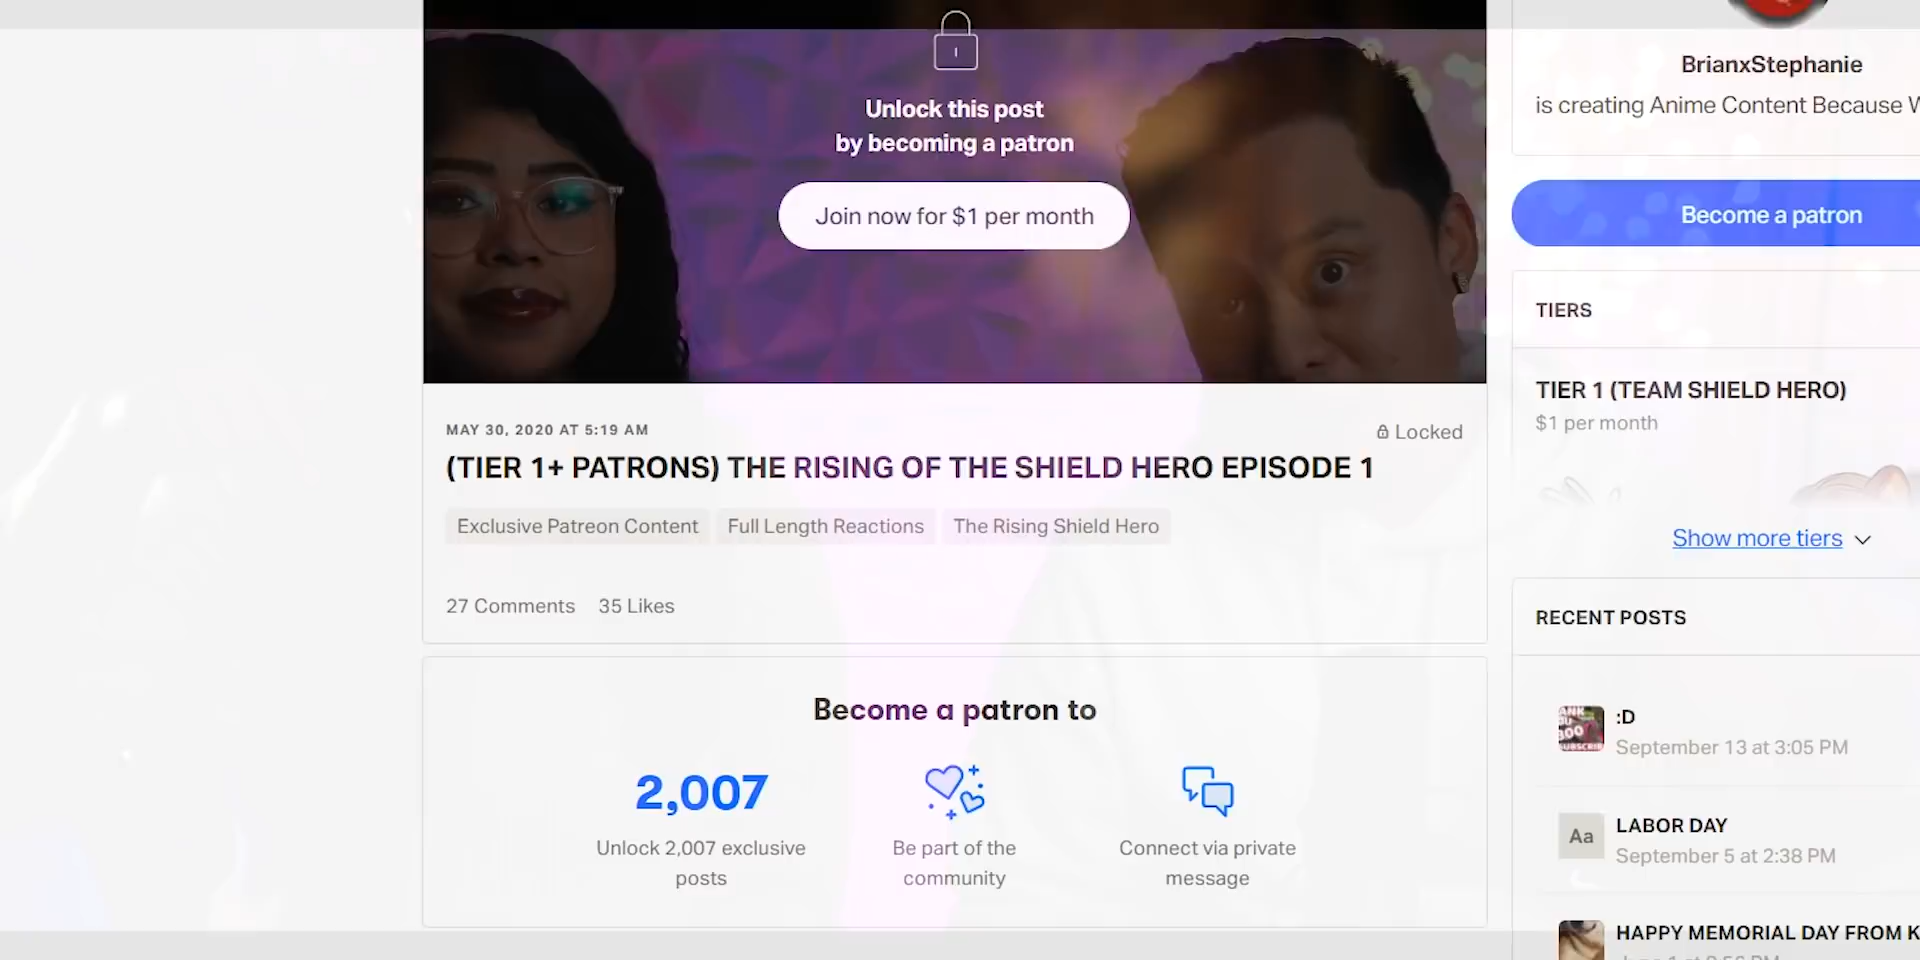 Unlock this post
by becoming a patron
Join now for $1 per month
MAY 30, 2020 AT 5:19 AM
Locked
(TIER 1+ PATRONS) THE RISING OF THE SHIELD HERO EPISODE 1
Exclusive Patreon Content
Full Length Reactions
The Rising Shield Hero
27 Comments
35 Likes
Become a patron to
2,007
Unlock 2,007 exclusive
posts
Be part of the
community
Connect via private
message
BrianxStephanie
is creating Anime Content Because
Become a patron
TIERS
TIER 1 (TEAM SHIELD HERO)
$1 per month
Show more tiers
RECENT POSTS
:D
September 13 at 3:05 PM
Aa
LABOR DAY
September 5 at 2:38 PM
HAPPY MEMORIAL DAY FROM